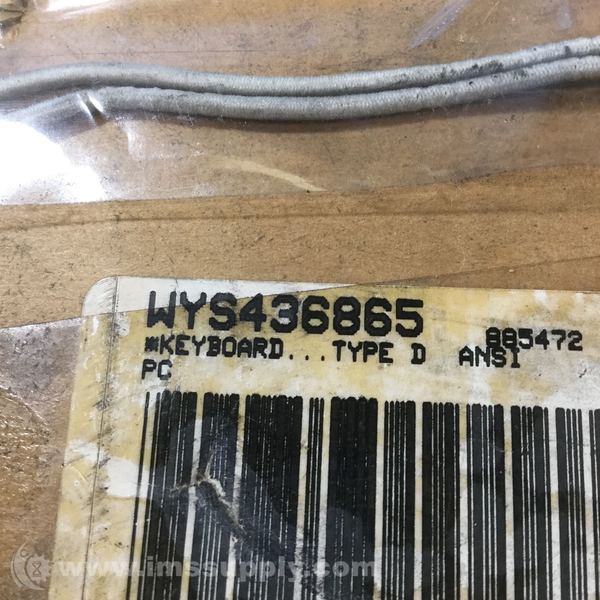 WYS436865
885472
*KEYBOARD...TYPE D ANSI
PC
www.imssupply.com